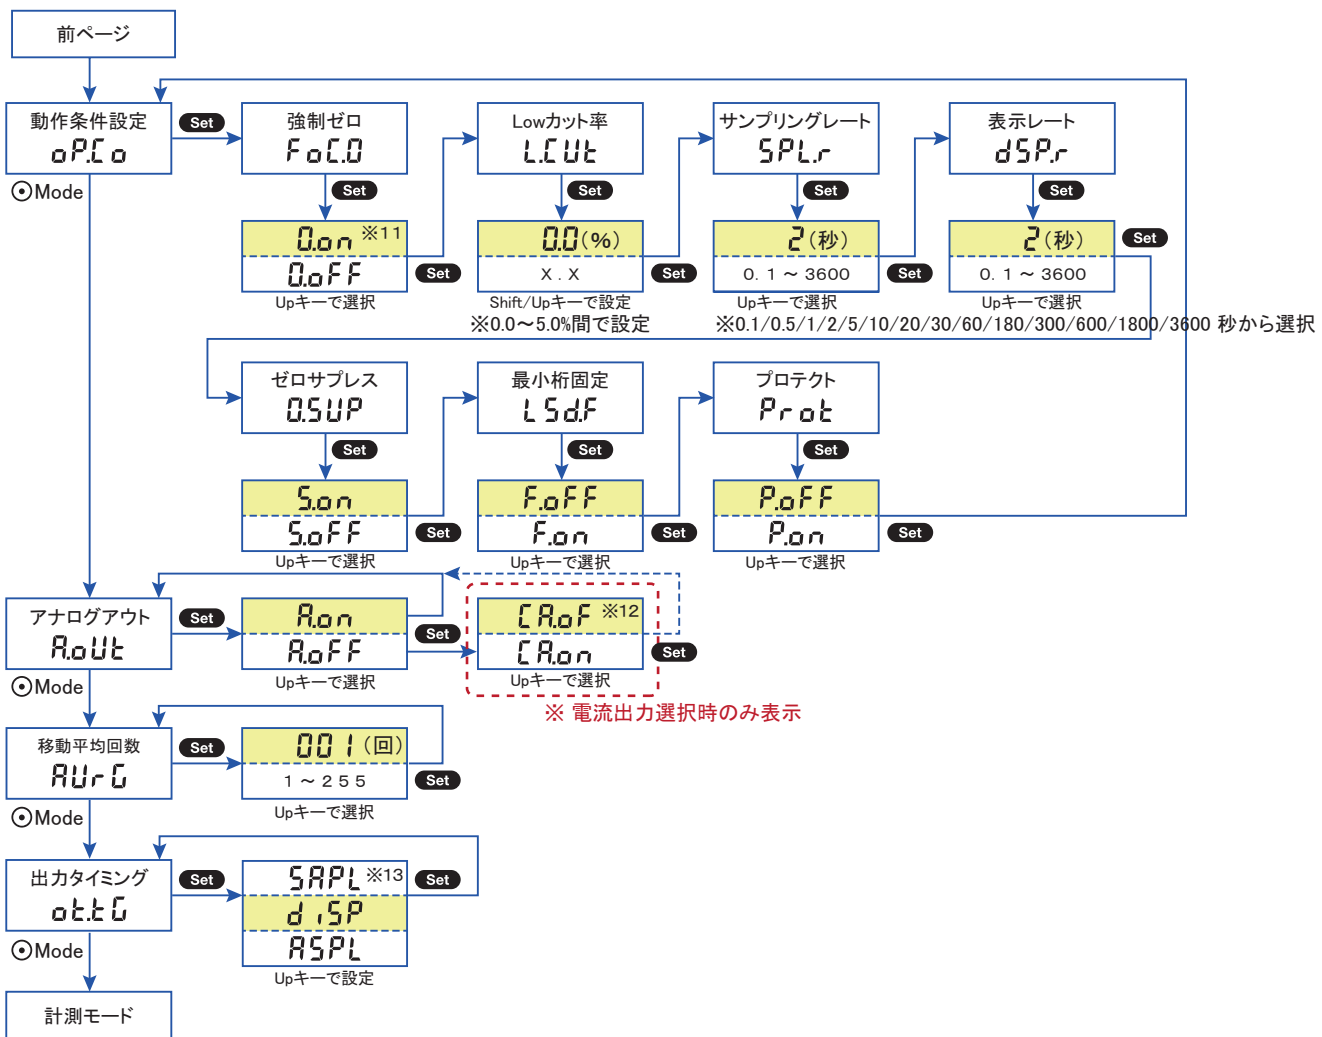 前ページ
動作条件設定
oP.Co
Set
Mode
強制ゼロ
FoC.0
Set
0.on ※11
0.oFF
Set
Upキーで選択
Lowカット率
L.CUt
Set
0.0(%)
X.X
Set
Shift/Upキーで設定
※0.0～5.0%間で設定
サンプリングレート
SPL.r
Set
2(秒)
0.1～3600
Set
Upキーで選択
※0.1/0.5/1/2/5/10/20/30/60/180/300/600/1800/3600 秒から選択
表示レート
dSP.r
Set
2(秒)
0.1～3600
Set
Upキーで選択
ゼロサプレス
0.SUP
Set
S.on
S.oFF
Set
Upキーで選択
最小桁固定
LSd.F
Set
F.oFF
F.on
Set
Upキーで選択
プロテクト
Prot
Set
P.oFF
P.on
Set
Upキーで選択
アナログアウト
A.oUt
Set
Mode
A.on
A.oFF
Set
Upキーで選択
CA.oF ※12
CA.on
Set
Upキーで選択
※ 電流出力選択時のみ表示
移動平均回数
AUrG
Set
Mode
001(回)
1～255
Set
Upキーで選択
出力タイミング
ot.tG
Set
Mode
SAPL ※13
Set
diSP
ASPL
Upキーで設定
計測モード